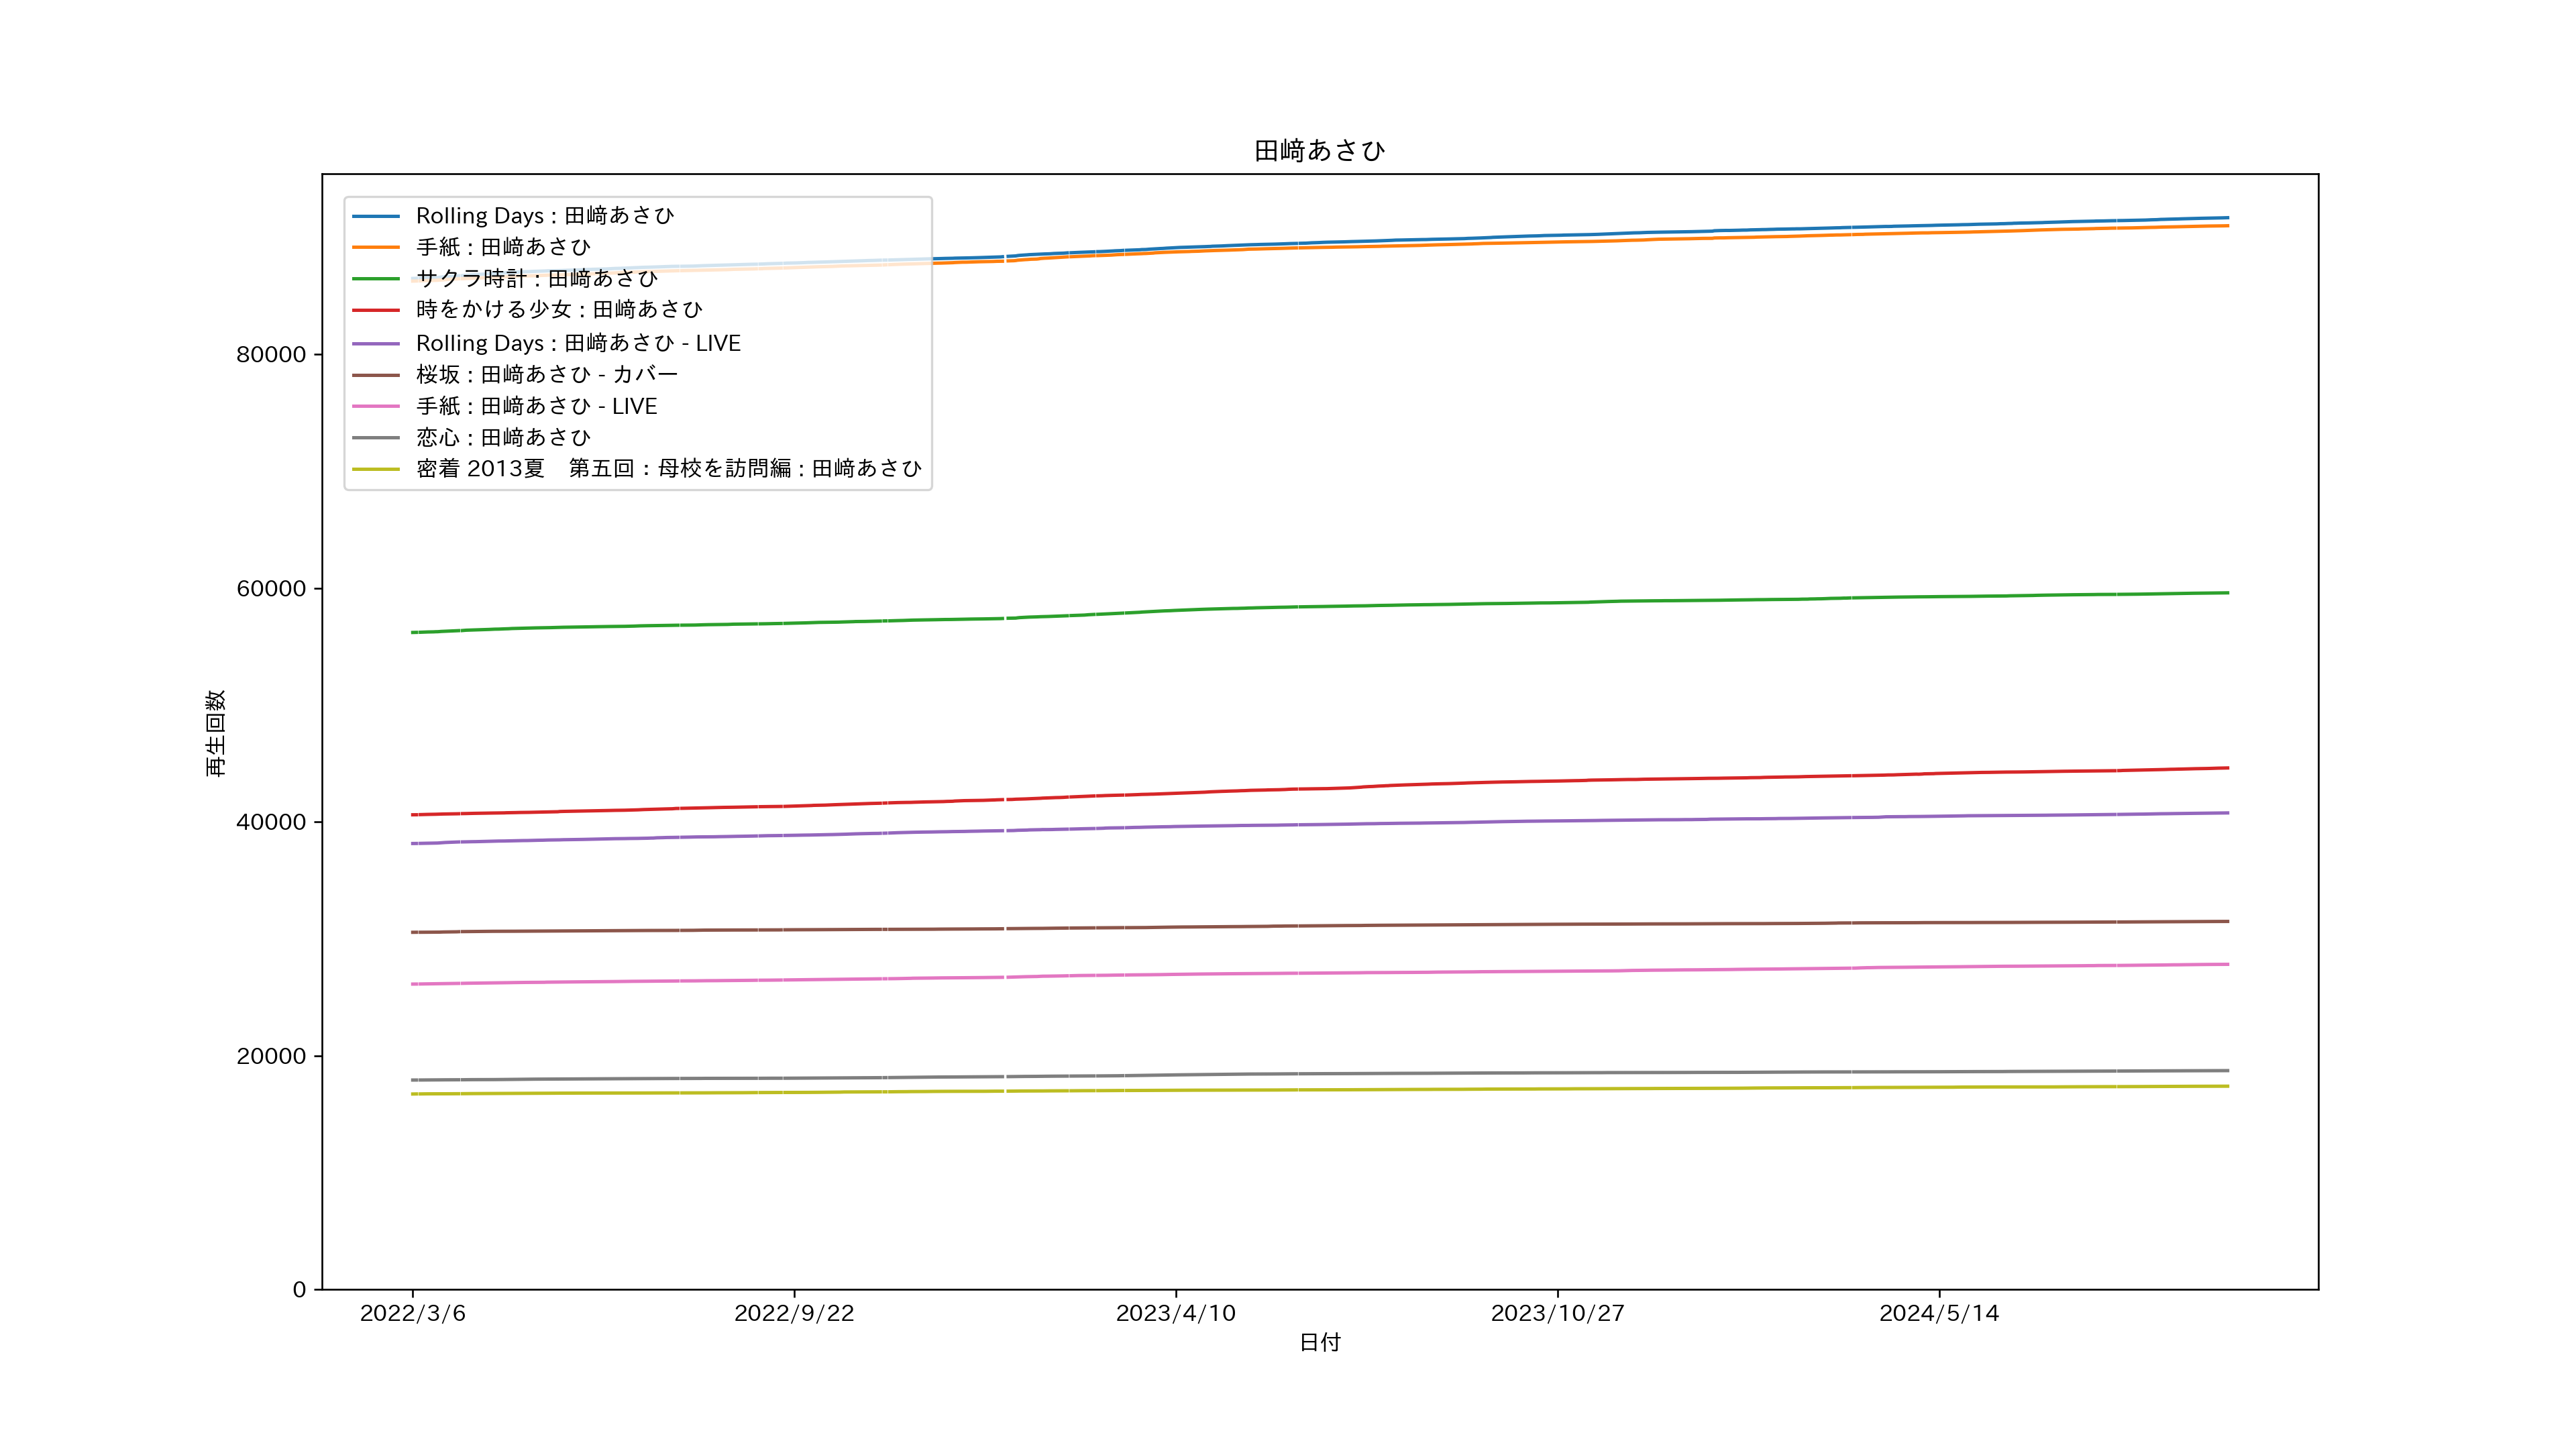 田﨑あさひ
Rolling Days : 田﨑あさひ
手紙 : 田﨑あさひ
サクラ時計 : 田﨑あさひ
時をかける少女 : 田﨑あさひ
Rolling Days : 田﨑あさひ - LIVE
桜坂 : 田﨑あさひ - カバー
手紙 : 田﨑あさひ - LIVE
恋心 : 田﨑あさひ
密着 2013夏　第五回：母校を訪問編 : 田﨑あさひ
80000
60000
40000
20000
0
再生回数
2022/3/6 2022/9/22 2023/4/10 2023/10/27 2024/5/14
日付